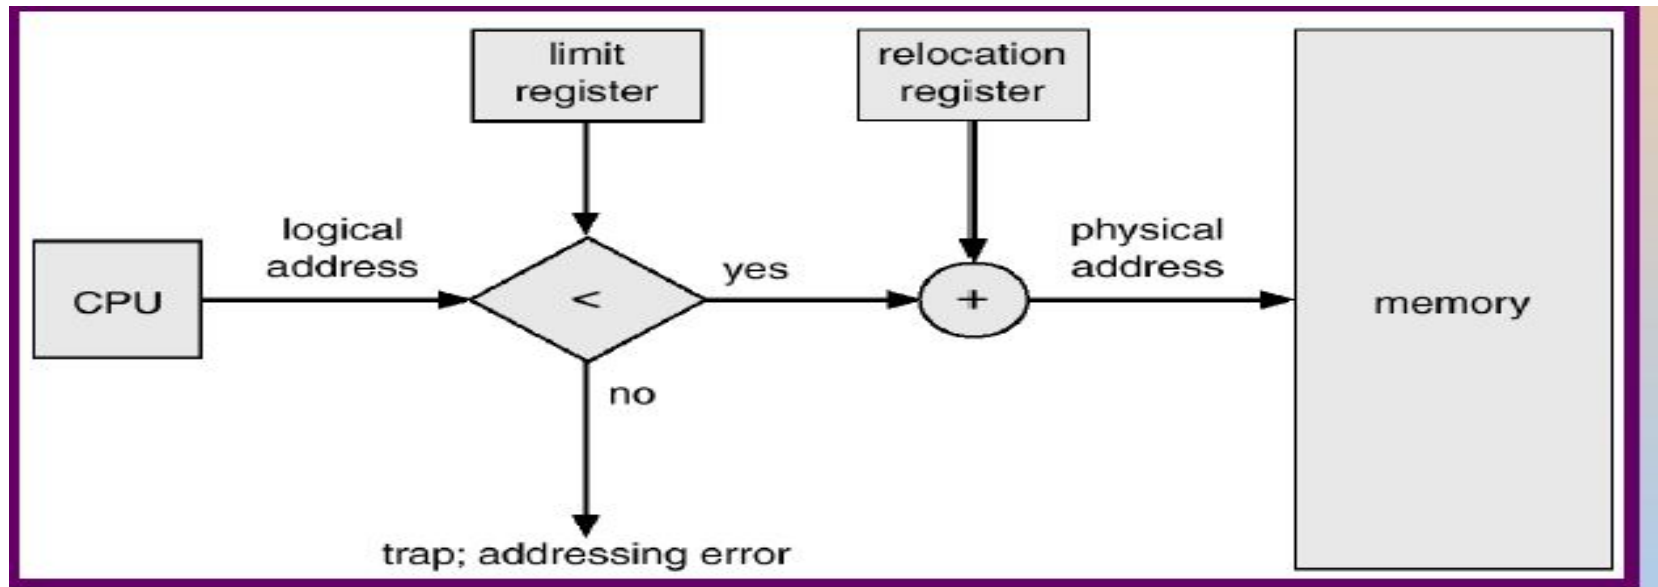 limit
register
relocation
register
logical
address
physical
address
CPU
<
yes
+
memory
no
trap; addressing error